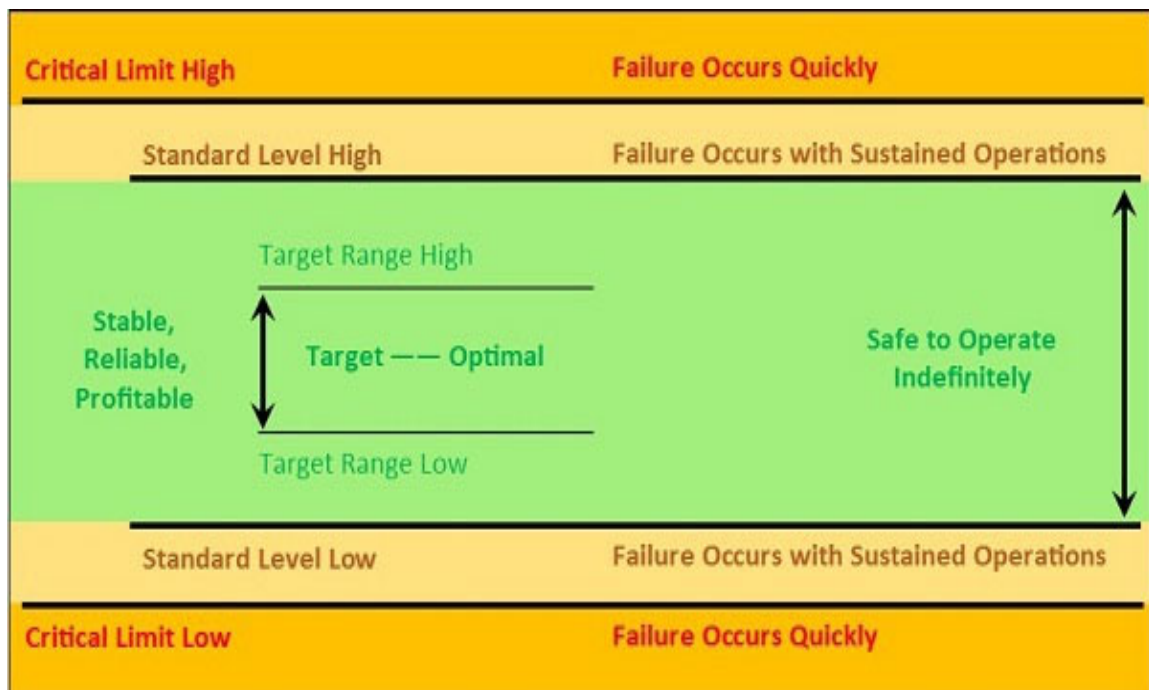 Critical Limit High
Failure Occurs Quickly
Standard Level High
Failure Occurs with Sustained Operations
Target Range High
Stable,
Reliable,
Profitable
Target —— Optimal
Safe to Operate
Indefinitely
Target Range Low
Standard Level Low
Failure Occurs with Sustained Operations
Critical Limit Low
Failure Occurs Quickly